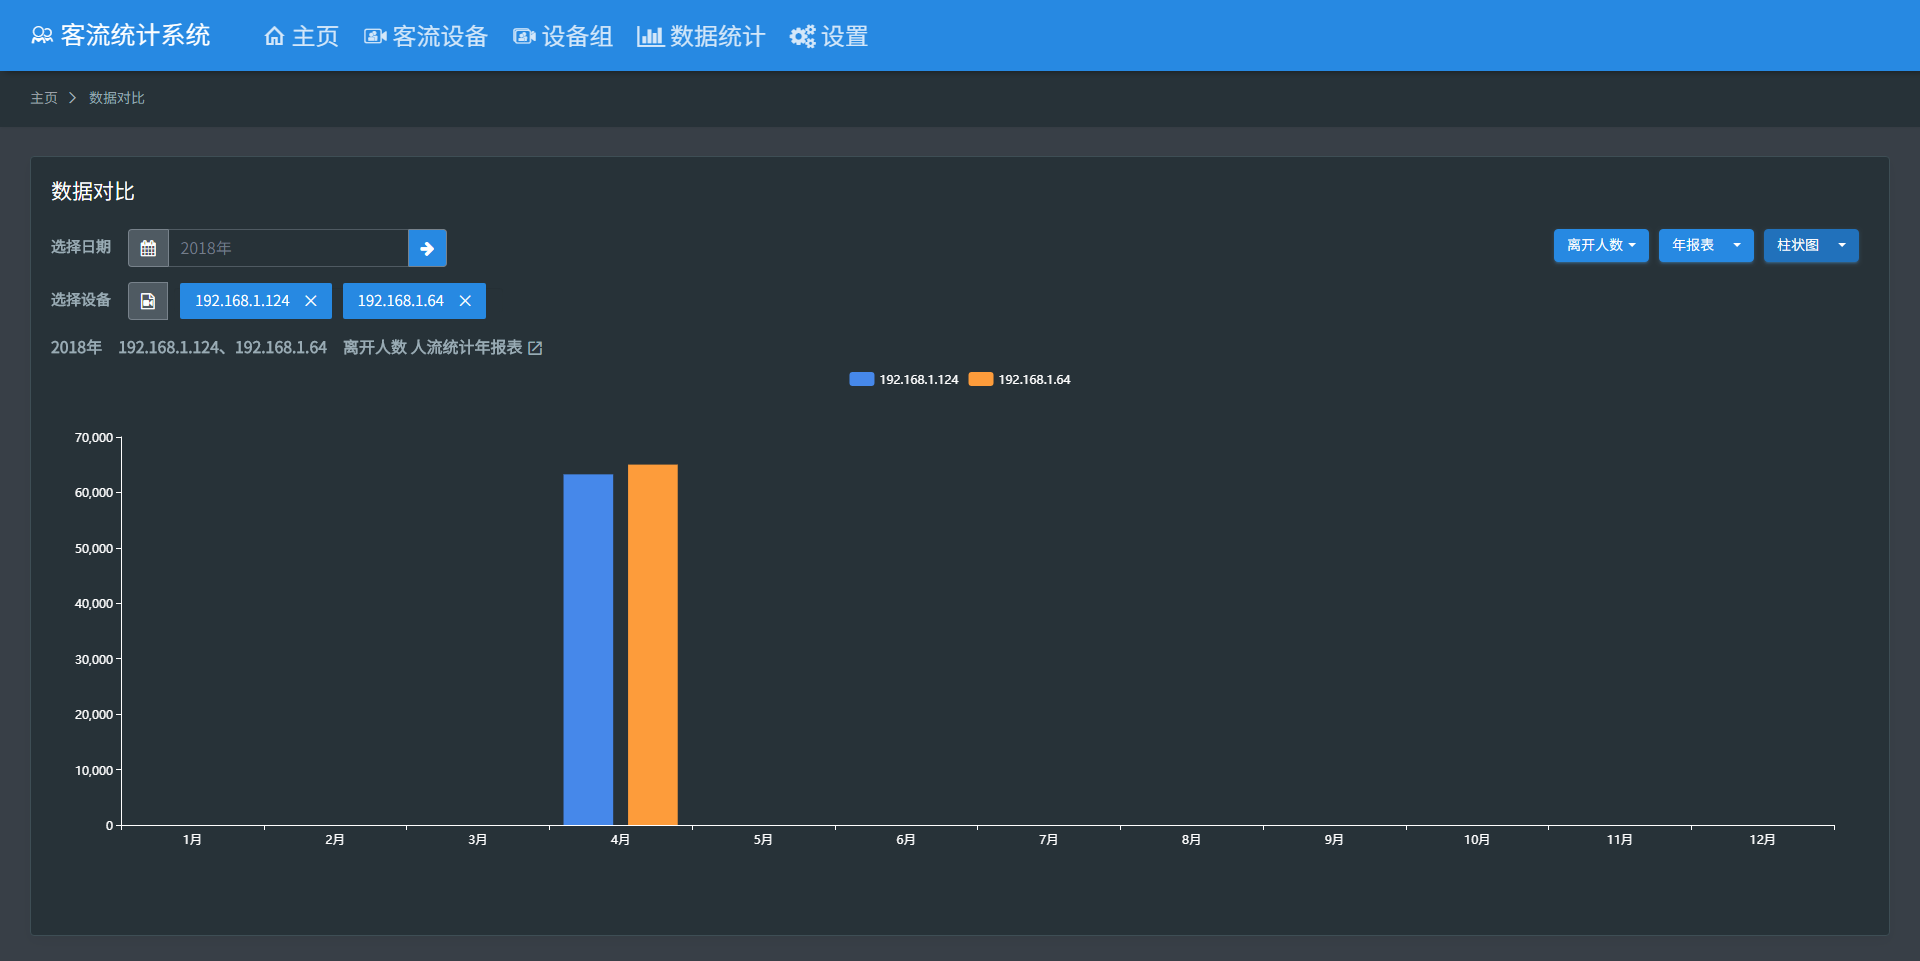 客流统计系统 主页 客流设备 设备组 数据统计 设置
主页 数据对比
数据对比
选择日期 2018年 离开人数 年报表 柱状图
选择设备 192.168.1.124 192.168.1.64
2018年 192.168.1.124、192.168.1.64 离开人数 人流统计年报表
192.168.1.124 192.168.1.64
70,000
60,000
50,000
40,000
30,000
20,000
10,000
0
1月 2月 3月 4月 5月 6月 7月 8月 9月 10月 11月 12月